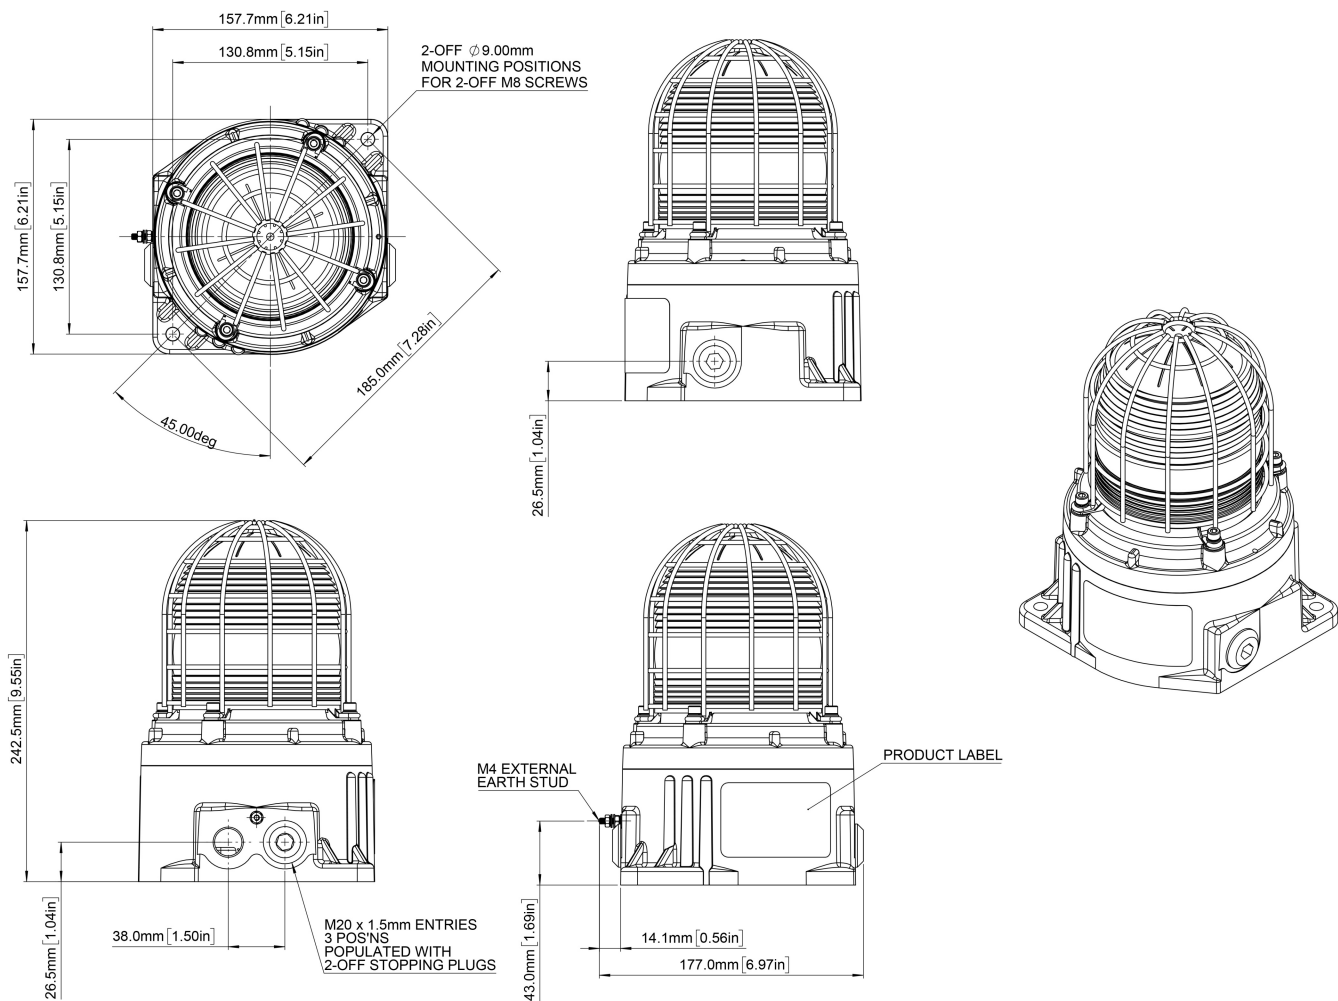 157.7mm[6.21in]
130.8mm[5.15in]
2-OFF ∅9.00mm
MOUNTING POSITIONS
FOR 2-OFF M8 SCREWS
157.7mm[6.21in]
130.8mm[5.15in]
185.0mm[7.28in]
45.00deg
26.5mm[1.04in]
242.5mm[9.55in]
26.5mm[1.04in]
38.0mm[1.50in]
M20 x 1.5mm ENTRIES
3 POS'NS
POPULATED WITH
2-OFF STOPPING PLUGS
M4 EXTERNAL
EARTH STUD
PRODUCT LABEL
43.0mm[1.69in]
14.1mm[0.56in]
177.0mm[6.97in]